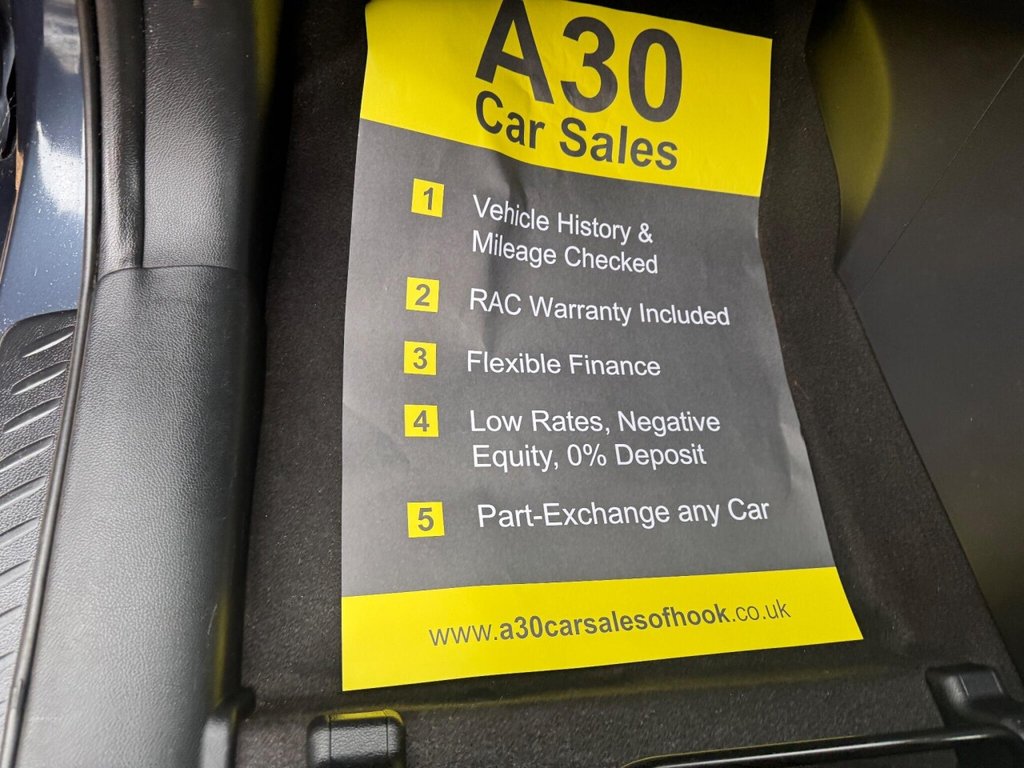 A30
Car Sales
1 Vehicle History &
Mileage Checked
2 RAC Warranty Included
3 Flexible Finance
4 Low Rates, Negative
Equity, 0% Deposit
5 Part-Exchange any Car
www.a30carsalesofhook.co.uk